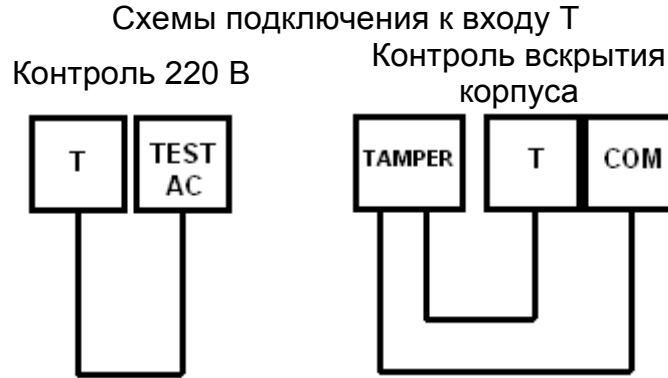 Схемы подключения к входу Т
Контроль 220 В
Т
TEST
AC
Контроль вскрытия
корпуса
TAMPER
Т
COM